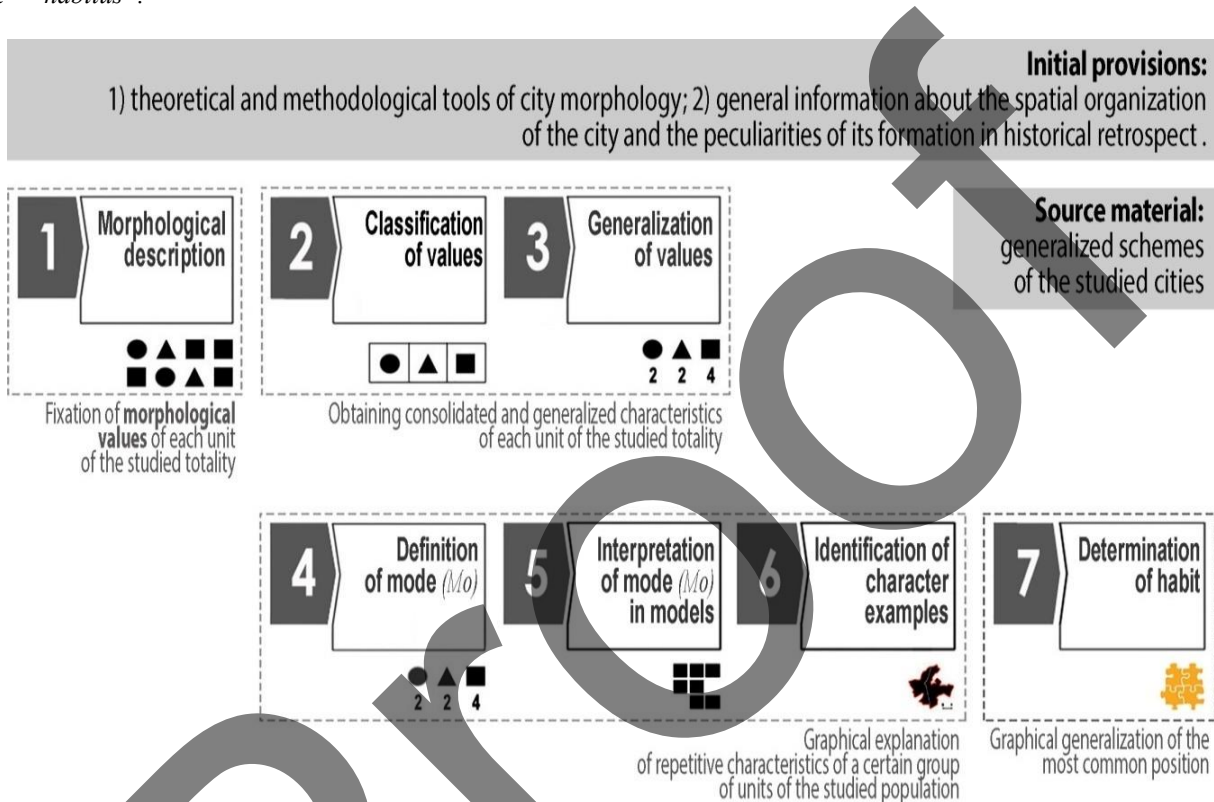 habitus".
Initial provisions:
1) theoretical and methodological tools of city morphology; 2) general information about the spatial organization
of the city and the peculiarities of its formation in historical retrospect .
Source material:
generalized schemes
of the studied cities
1
Morphological
description
Fixation of morphological
values of each unit
of the studied totality
2
Classification
of values
3
Generalization
of values
2 2 4
Obtaining consolidated and generalized characteristics
of each unit of the studied totality
4
Definition
of mode (Mo)
2 2 4
5
Interpretation
of mode (Mo)
in models
6
Identification of
character
examples
Graphical explanation
of repetitive characteristics of a certain group
of units of the studied population
7
Determination
of habit
Graphical generalization of the
most common position
Proof